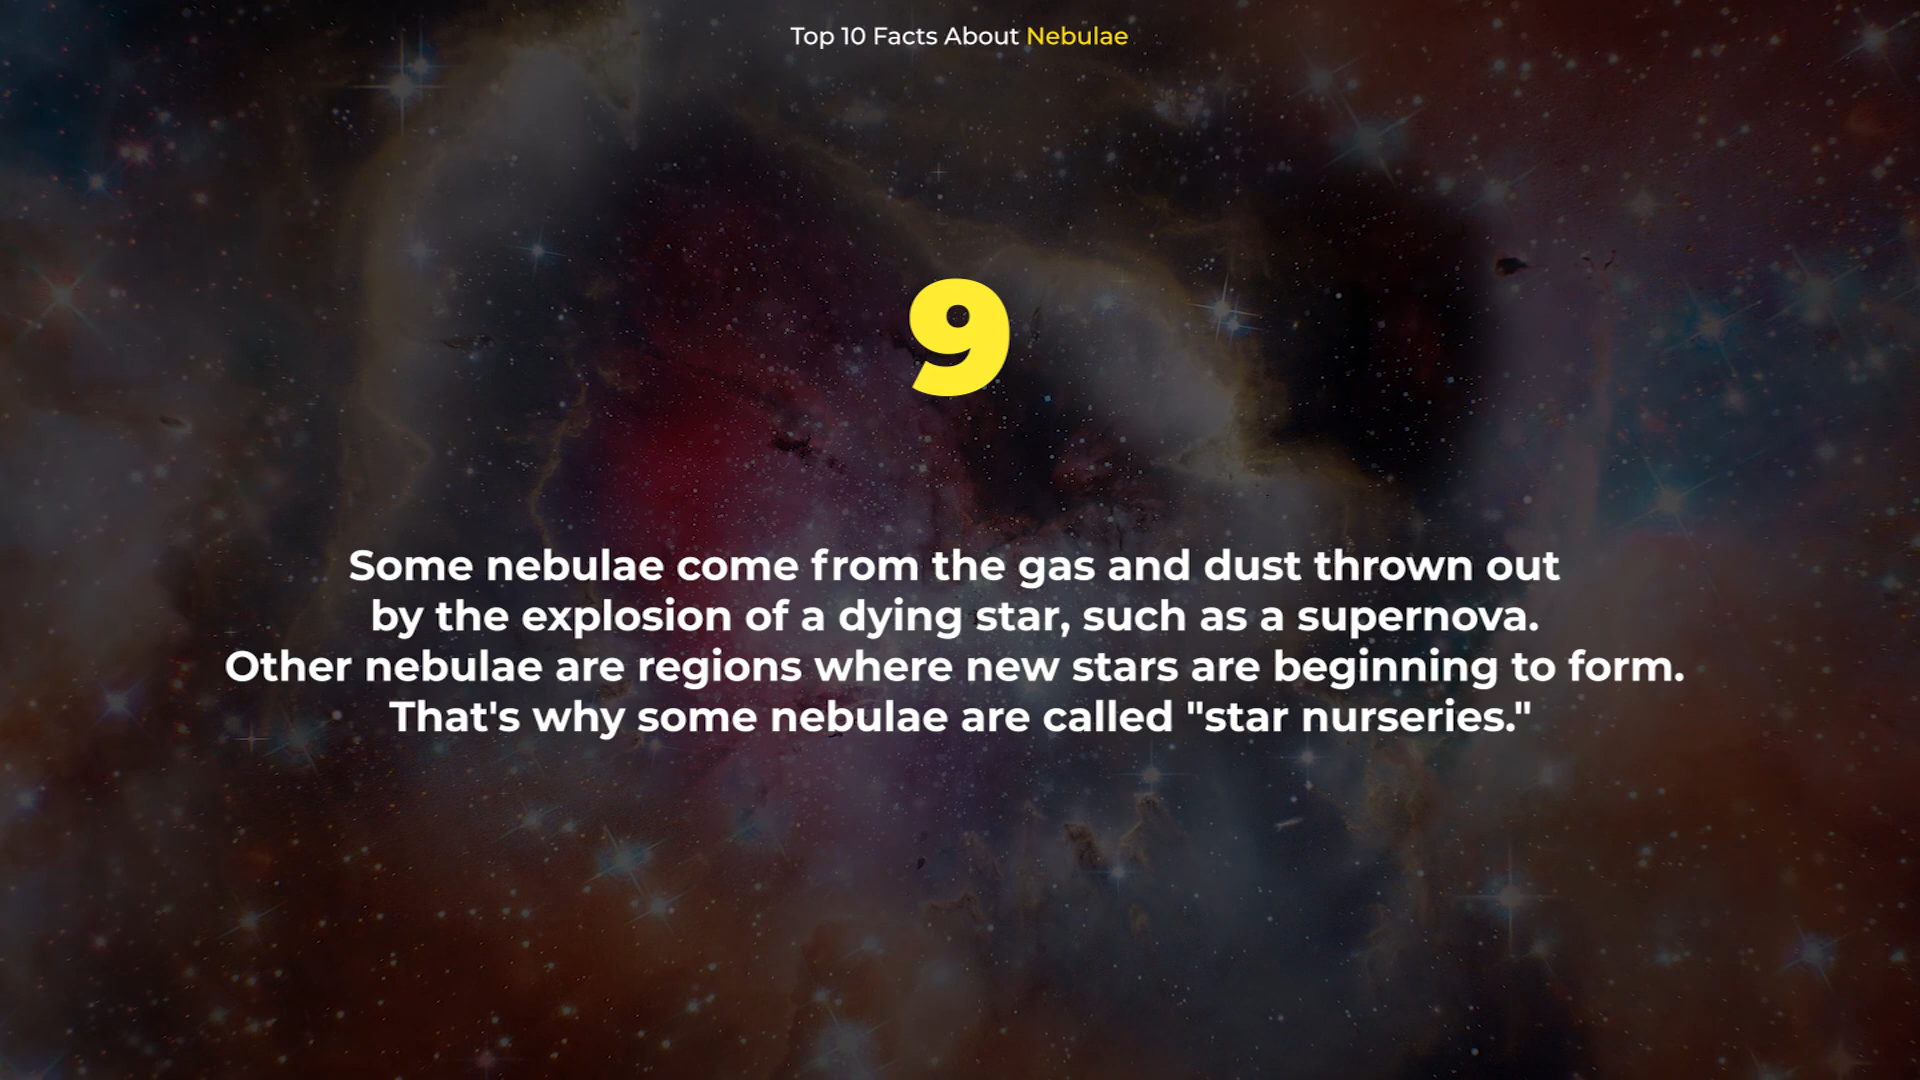 Top 10 Facts About Nebulae
9
Some nebulae come from the gas and dust thrown out
by the explosion of a dying star, such as a supernova.
Other nebulae are regions where new stars are beginning to form.
That's why some nebulae are called "star nurseries."